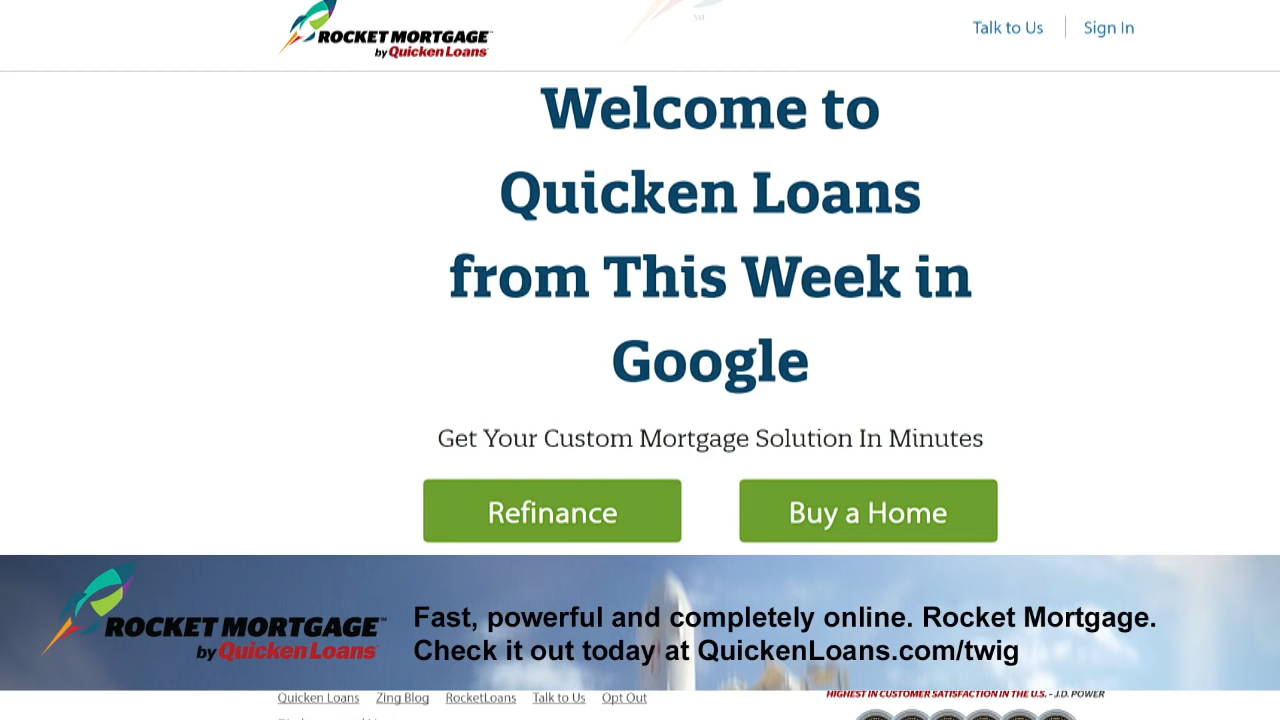 ROCKET MORTGAGE
by Quicken Loans
SM
Talk to Us
Sign In
Welcome to
Quicken Loans
from This Week in
Google
Get Your Custom Mortgage Solution In Minutes
Refinance
Buy a Home
ROCKET MORTGAGE™
by Quicken Loans
Fast, powerful and completely online. Rocket Mortgage.
Check it out today at QuickenLoans.com/twig
Quicken Loans Zing Blog RocketLoans Talk to Us Opt Out
HIGHEST IN CUSTOMER SATISFACTION IN THE U.S. – J.D. POWER